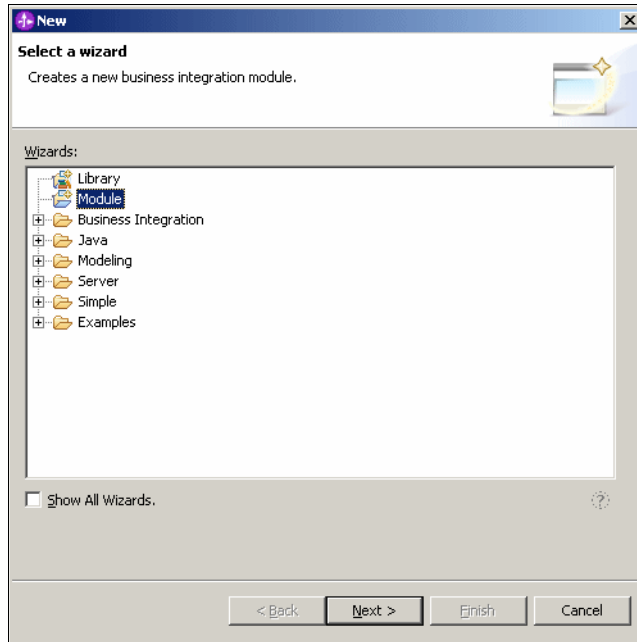 New
Select a wizard
Creates a new business integration module.
Wizards:
Library
Module
Business Integration
Java
Modeling
Server
Simple
Examples
Show All Wizards.
< Back Next > Finish Cancel